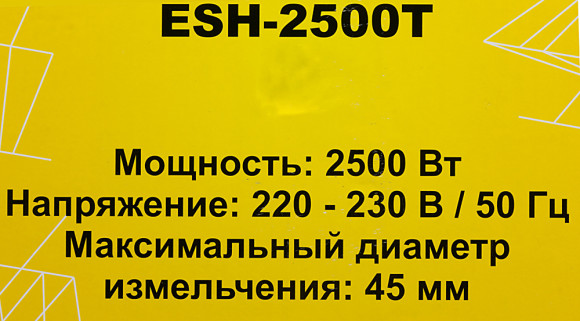 ESH-2500T
Мощность: 2500 Вт
Напряжение: 220 - 230 В / 50 Гц
Максимальный диаметр
измельчения: 45 мм